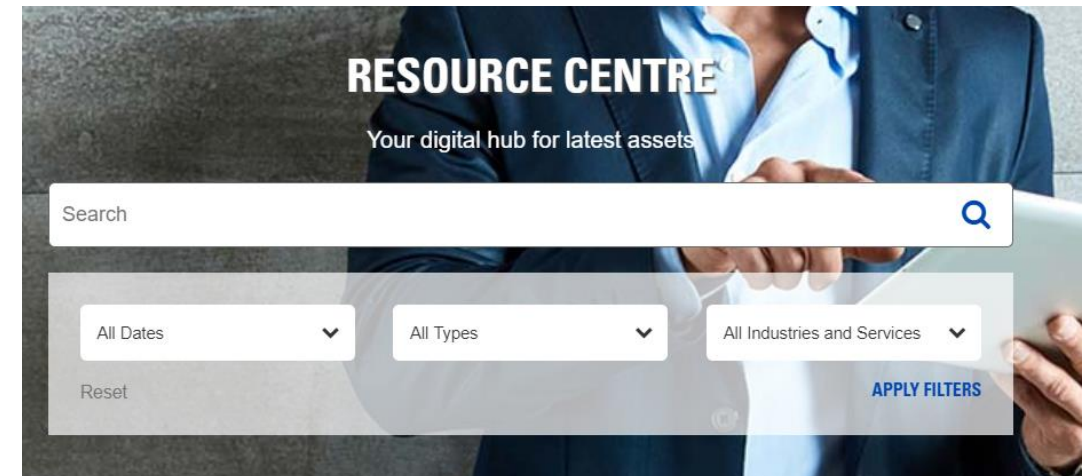 RESOURCE CENTRE
Your digital hub for latest assets
Search
All Dates
All Types
All Industries and Services
Reset
APPLY FILTERS